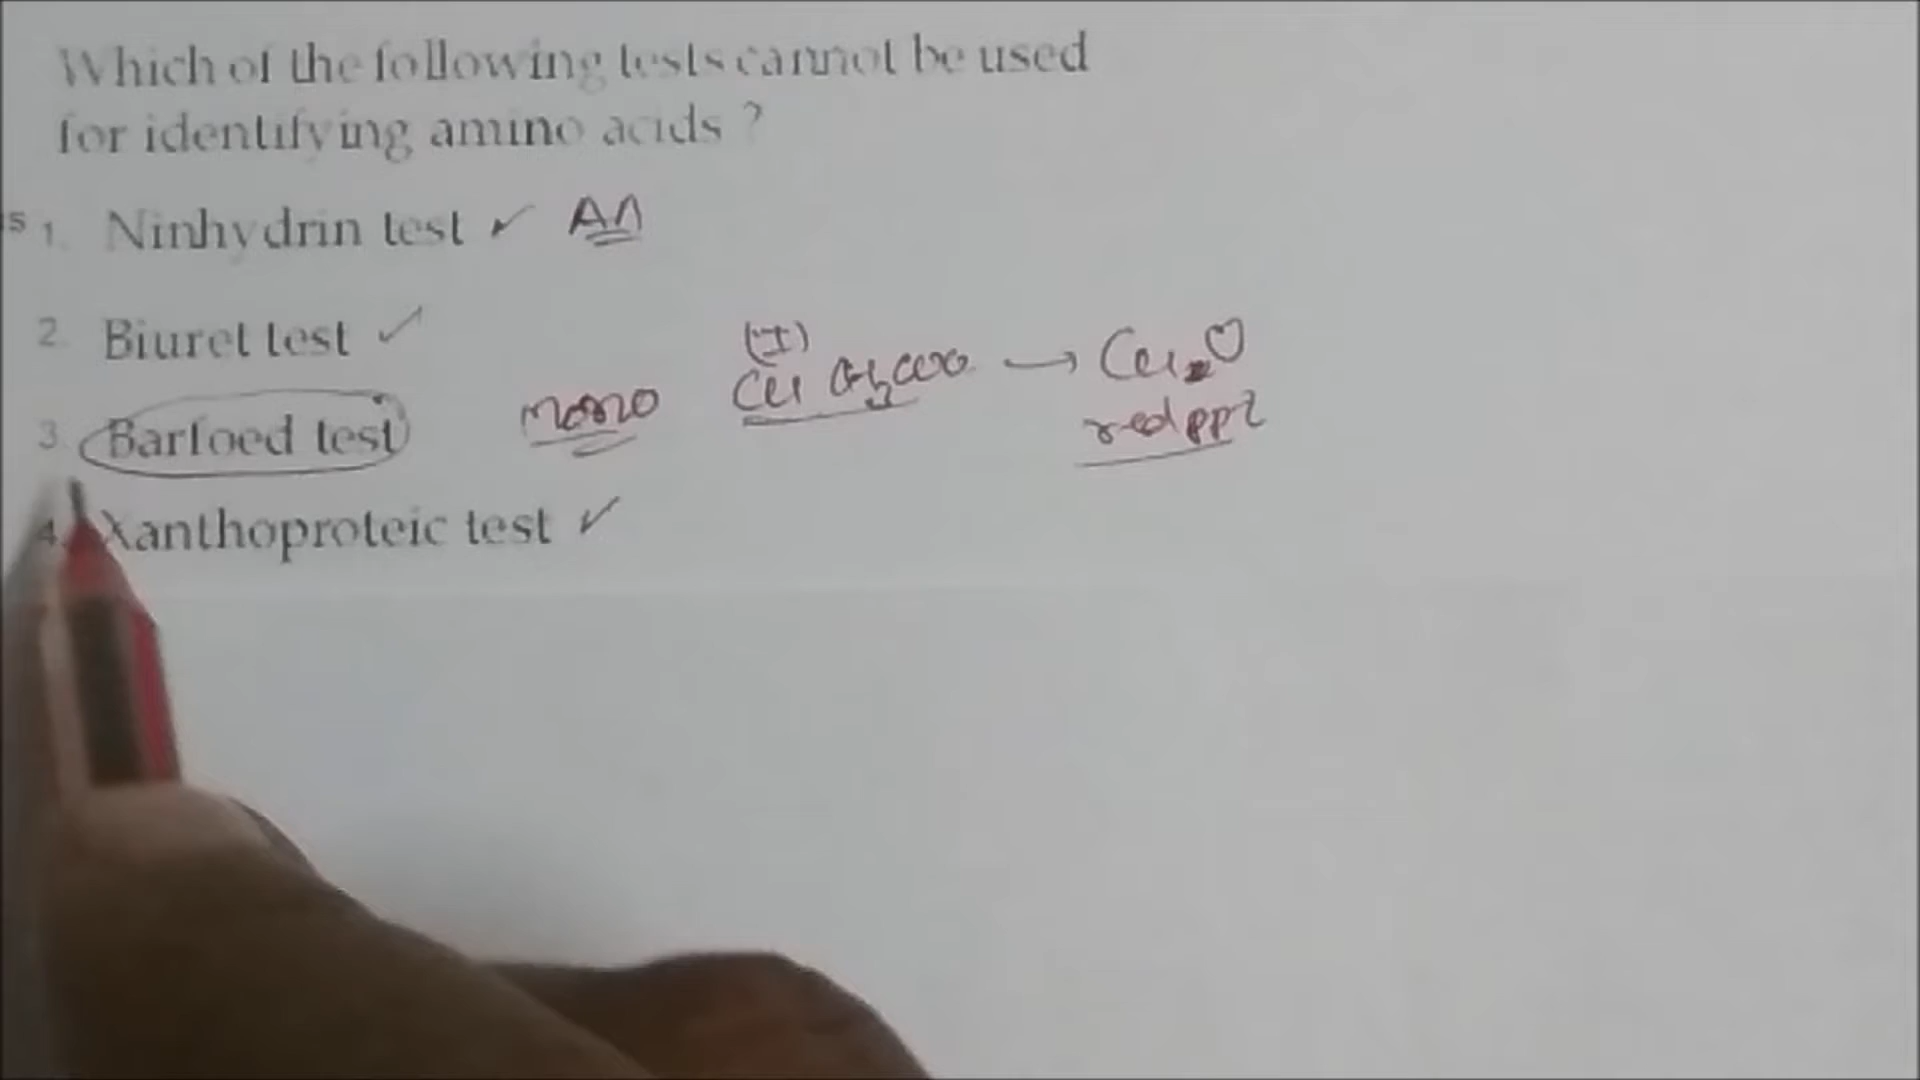 Which of the following tests cannot be used
for identifying amino acids ?
1. Ninhydrin test ✓ AA
2. Biuret test ✓
(I)
Cu CH3COO → Cu2O
3. Barfoed test mono
red ppt
4. Xanthoproteic test ✓